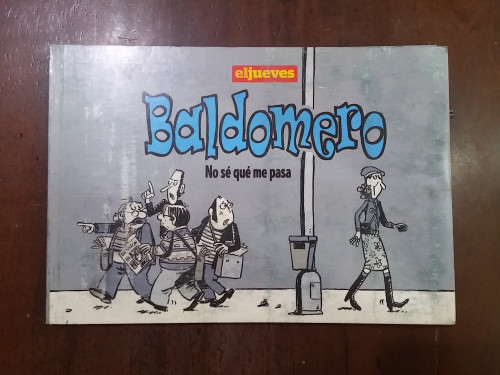 eljueves
Baldomero
No sé qué me pasa